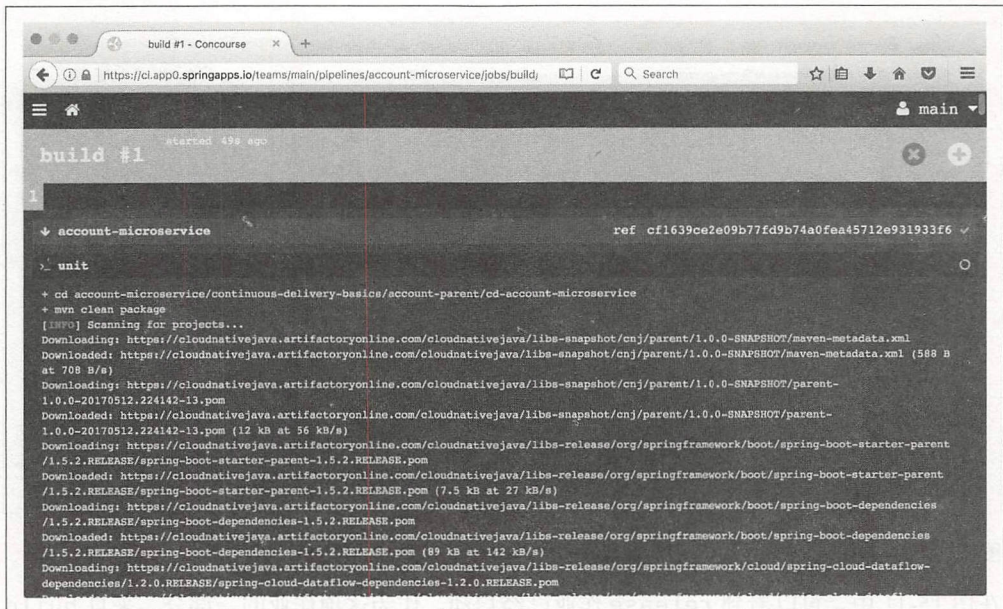 build #1 - Concourse
https://ci.app0.springapps.io/teams/main/pipelines/account-microservice/jobs/build/
Search
main
build #1
started 49s ago
1
account-microservice
ref cf1639ce2e09b77fd9b74a0fea45712e931933f6
>_ unit
+ cd account-microservice/continuous-delivery-basics/account-parent/cd-account-microservice
+ mvn clean package
[INFO] Scanning for projects...
Downloading: https://cloudnativejava.artifactoryonline.com/cloudnativejava/libs-snapshot/cnj/parent/1.0.0-SNAPSHOT/maven-metadata.xml
Downloaded: https://cloudnativejava.artifactoryonline.com/cloudnativejava/libs-snapshot/cnj/parent/1.0.0-SNAPSHOT/maven-metadata.xml (588 B
at 708 B/s)
Downloading: https://cloudnativejava.artifactoryonline.com/cloudnativejava/libs-snapshot/cnj/parent/1.0.0-SNAPSHOT/parent-
1.0.0-20170512.224142-13.pom
Downloaded: https://cloudnativejava.artifactoryonline.com/cloudnativejava/libs-snapshot/cnj/parent/1.0.0-SNAPSHOT/parent-
1.0.0-20170512.224142-13.pom (12 kB at 56 kB/s)
Downloading: https://cloudnativejava.artifactoryonline.com/cloudnativejava/libs-release/org/springframework/boot/spring-boot-starter-parent
/1.5.2.RELEASE/spring-boot-starter-parent-1.5.2.RELEASE.pom
Downloaded: https://cloudnativejava.artifactoryonline.com/cloudnativejava/libs-release/org/springframework/boot/spring-boot-starter-parent
/1.5.2.RELEASE/spring-boot-starter-parent-1.5.2.RELEASE.pom (7.5 kB at 27 kB/s)
Downloading: https://cloudnativejava.artifactoryonline.com/cloudnativejava/libs-release/org/springframework/boot/spring-boot-dependencies
/1.5.2.RELEASE/spring-boot-dependencies-1.5.2.RELEASE.pom
Downloaded: https://cloudnativejava.artifactoryonline.com/cloudnativejava/libs-release/org/springframework/boot/spring-boot-dependencies
/1.5.2.RELEASE/spring-boot-dependencies-1.5.2.RELEASE.pom (89 kB at 142 kB/s)
Downloading: https://cloudnativejava.artifactoryonline.com/cloudnativejava/libs-release/org/springframework/cloud/spring-cloud-dataflow-
dependencies/1.2.0.RELEASE/spring-cloud-dataflow-dependencies-1.2.0.RELEASE.pom